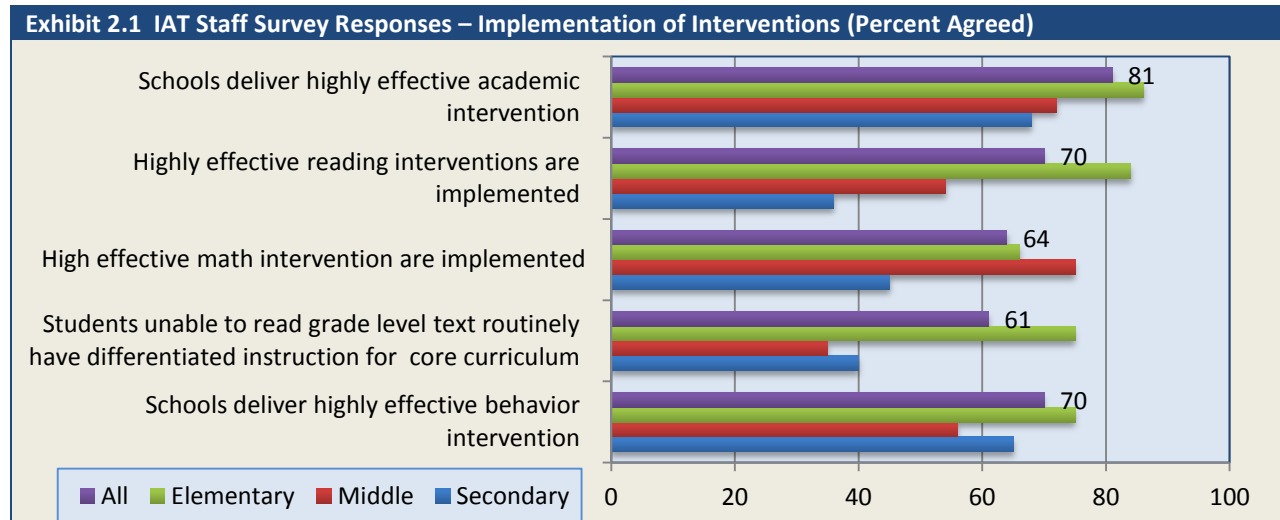 Exhibit 2.1  IAT Staff Survey Responses – Implementation of Interventions (Percent Agreed)
Schools deliver highly effective academic
intervention
81
Highly effective reading interventions are
implemented
70
High effective math intervention are implemented
64
Students unable to read grade level text routinely
have differentiated instruction for  core curriculum
61
Schools deliver highly effective behavior
intervention
70
All Elementary Middle Secondary
0 20 40 60 80 100